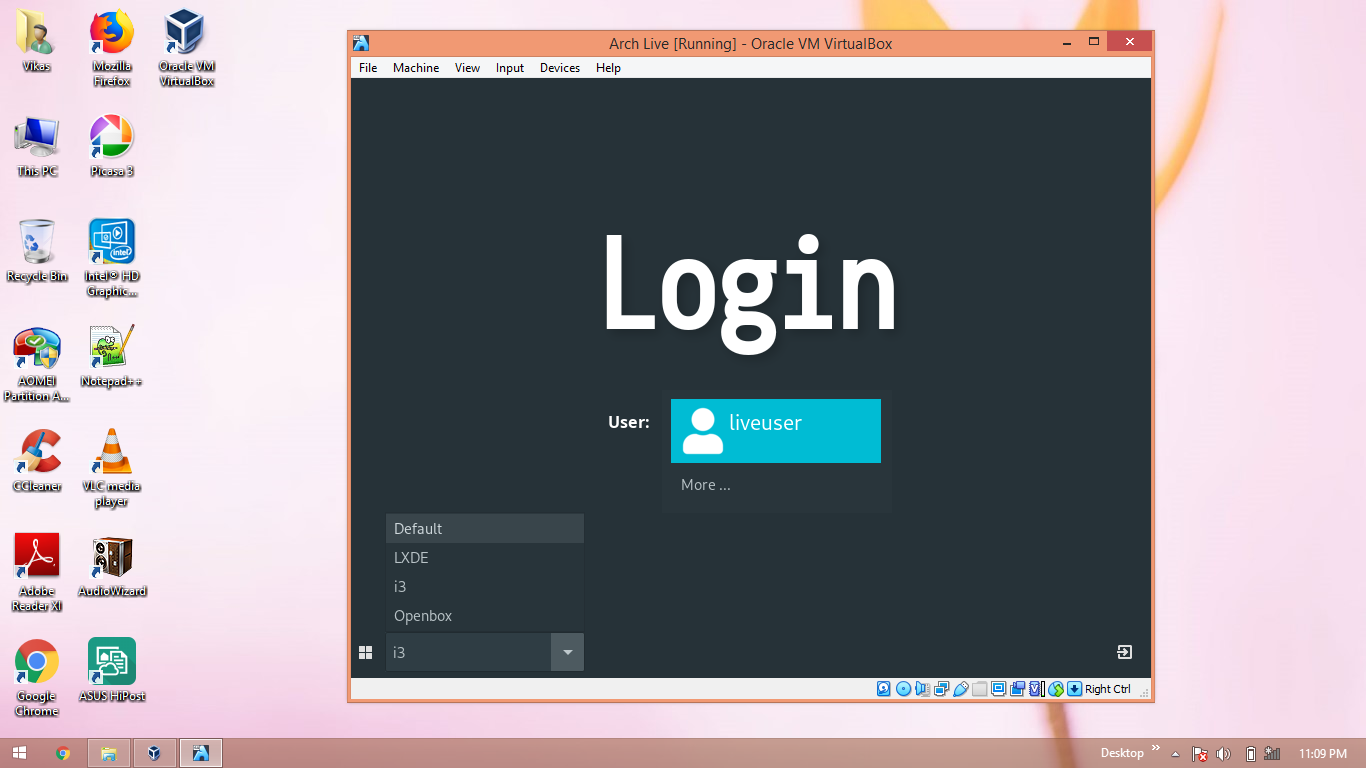 Vikas
Mozilla
Firefox
Oracle VM
VirtualBox
This PC
Picasa 3
Recycle Bin
Intel® HD
Graphic...
AOMEI
Partition A...
Notepad++
CCleaner
VLC media
player
Adobe
Reader XI
AudioWizard
Google
Chrome
ASUS HiPost
Arch Live [Running] - Oracle VM VirtualBox
File Machine View Input Devices Help
Login
User: liveuser
More ...
Default
LXDE
i3
Openbox
i3
Right Ctrl
Desktop 11:09 PM